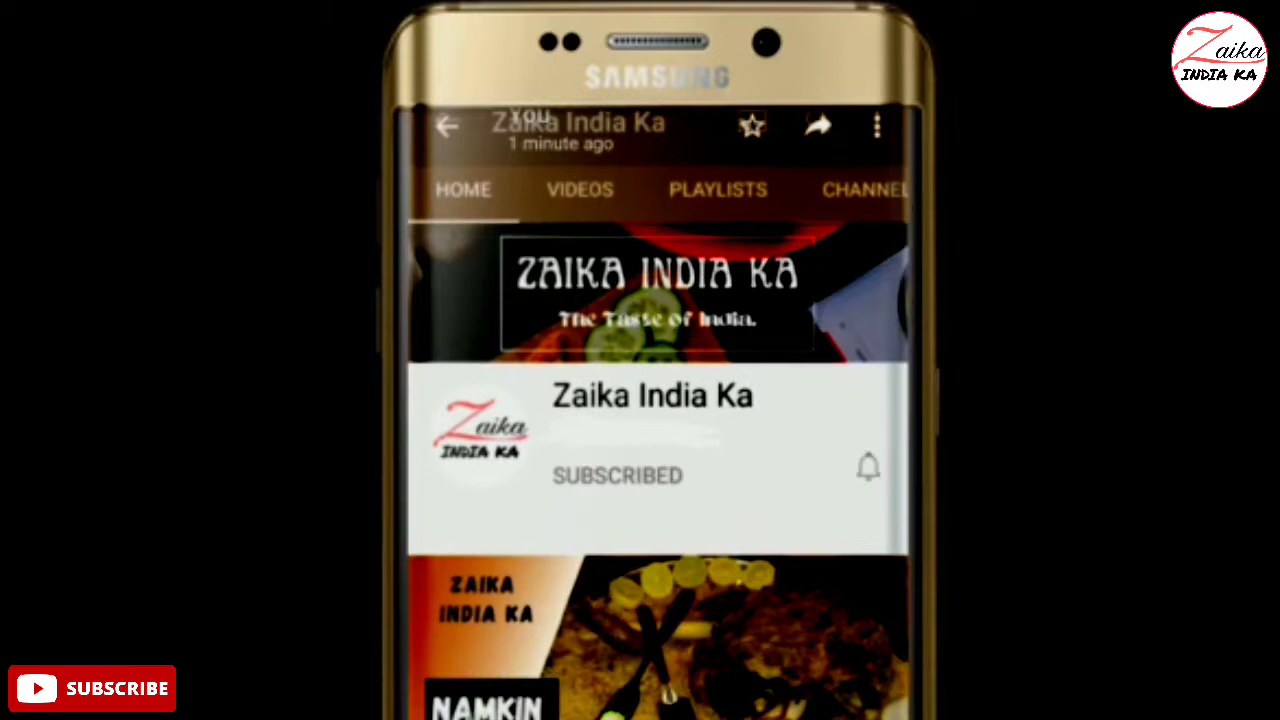 Zaika
INDIA KA
SAMSUNG
YOU
Zaika India Ka
1 minute ago
HOME VIDEOS PLAYLISTS CHANNEL
ZAIKA INDIA KA
The Taste of India.
Zaika India Ka
Zaika
INDIA KA
SUBSCRIBED
ZAIKA
INDIA KA
NAMKIN
SUBSCRIBE